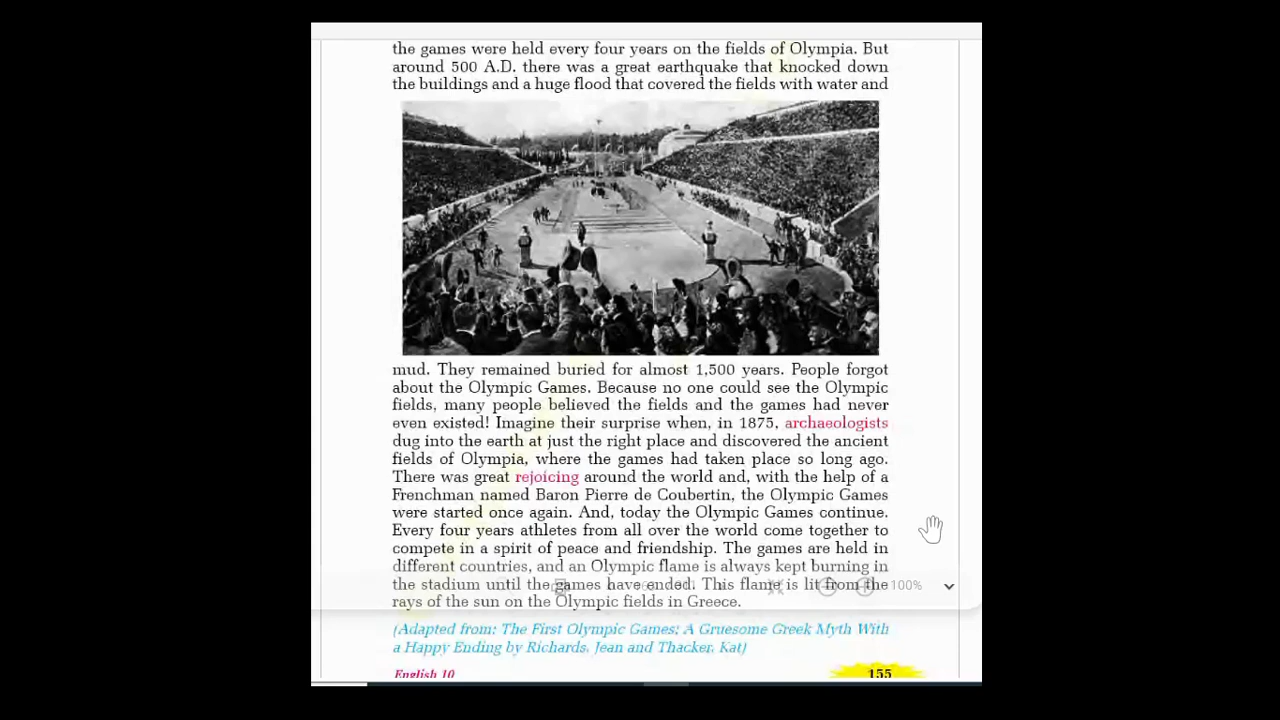 the games were held every four years on the fields of Olympia. But
around 500 A.D. there was a great earthquake that knocked down
the buildings and a huge flood that covered the fields with water and
mud. They remained buried for almost 1,500 years. People forgot
about the Olympic Games. Because no one could see the Olympic
fields, many people believed the fields and the games had never
even existed! Imagine their surprise when, in 1875, archaeologists
dug into the earth at just the right place and discovered the ancient
fields of Olympia, where the games had taken place so long ago.
There was great rejoicing around the world and, with the help of a
Frenchman named Baron Pierre de Coubertin, the Olympic Games
were started once again. And, today the Olympic Games continue.
Every four years athletes from all over the world come together to
compete in a spirit of peace and friendship. The games are held in
different countries, and an Olympic flame is always kept burning in
the stadium until the games have ended. This flame is lit from the
100%
rays of the sun on the Olympic fields in Greece.
(Adapted from: The First Olympic Games; A Gruesome Greek Myth With
a Happy Ending by Richards, Jean and Thacker, Kat)
English 10
155